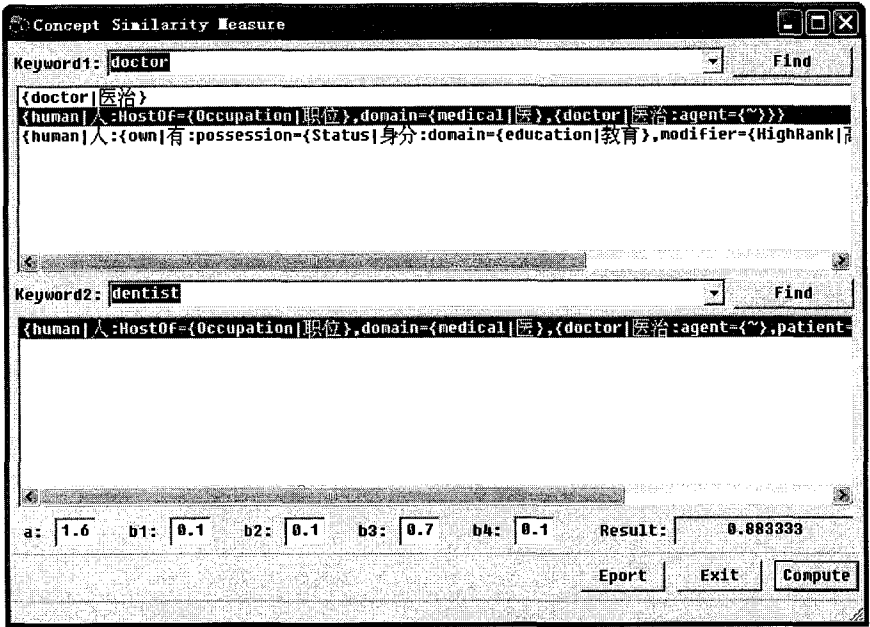 Concept Similarity Measure
Keyword1: doctor Find
{doctor|医治}
{human|人:HostOf={Occupation|职位},domain={medical|医},{doctor|医治:agent={~}}}
{human|人:{own|有:possession={Status|身分:domain={education|教育},modifier={HighRank|高
Keyword2: dentist Find
{human|人:HostOf={Occupation|职位},domain={medical|医},{doctor|医治:agent={~},patient=
a: 1.6 b1: 0.1 b2: 0.1 b3: 0.7 b4: 0.1 Result: 0.883333
Eport Exit Compute